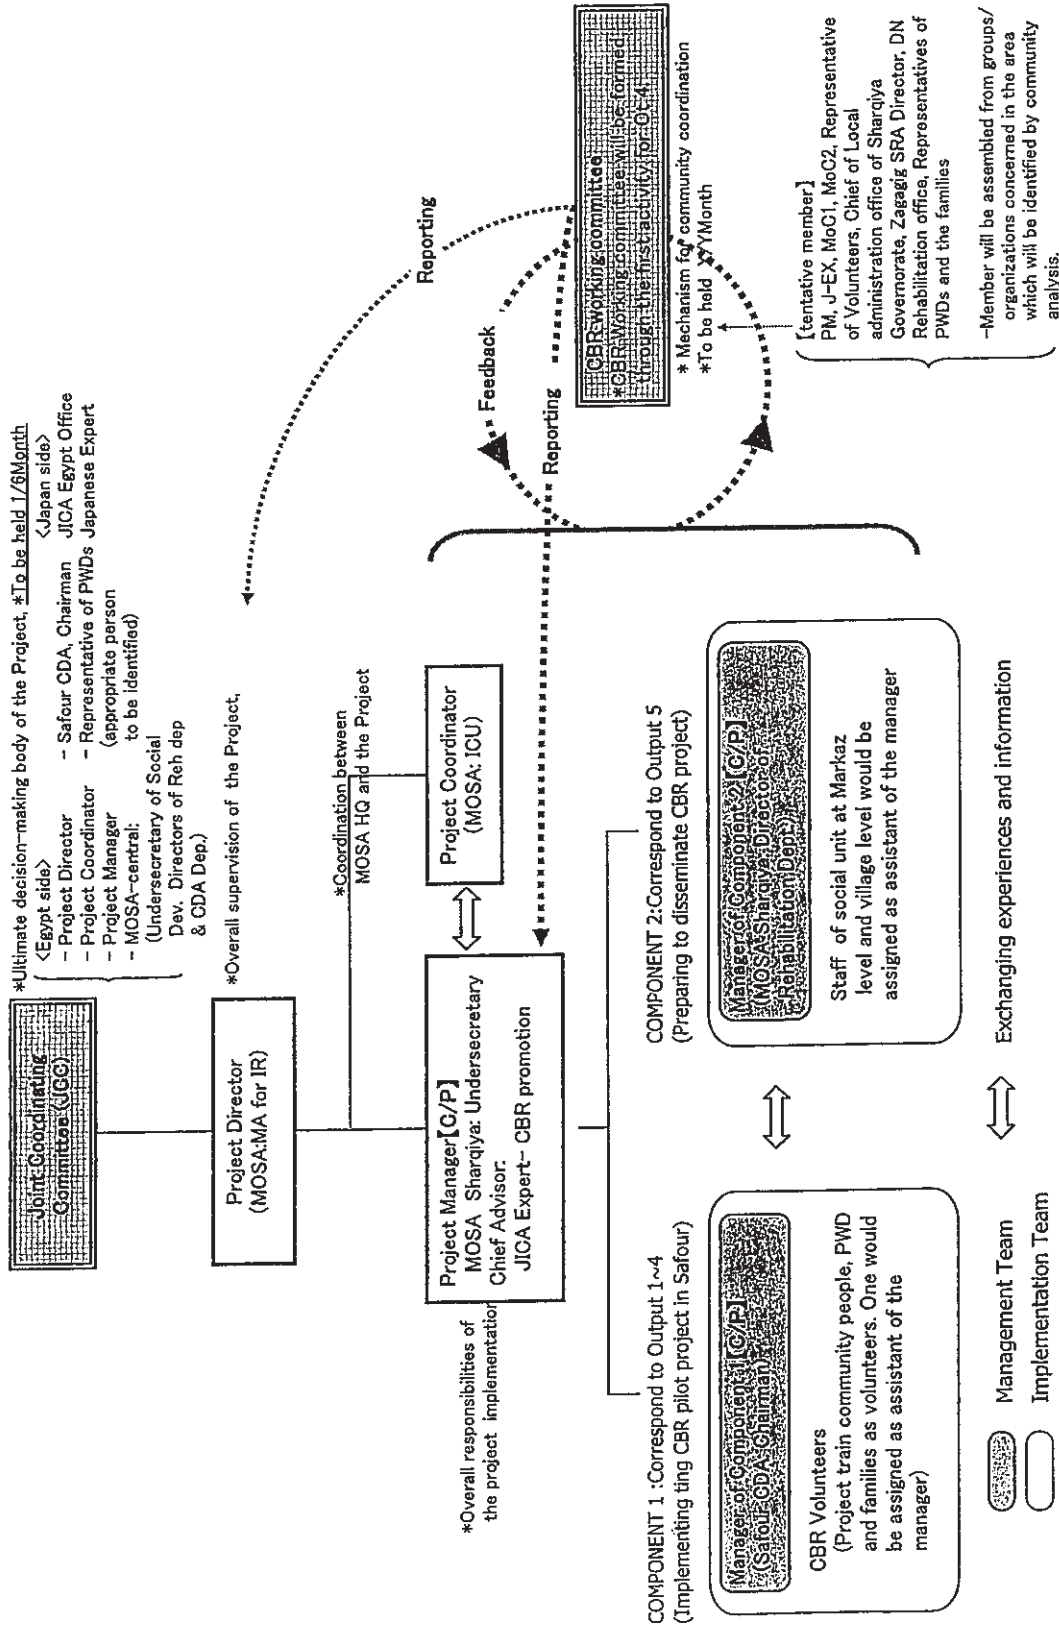 Joint Coordinating
Committee (JCC)
*Ultimate decision-making body of the Project, *To be held 1/6Month
<Egypt side>
- Project Director
- Project Coordinator
- Project Manager
- MOSA-central:
(Undersecretary of Social
Dev. Directors of Reh dep
& CDA Dep.)
- Safour CDA, Chairman
- Representative of PWDs
(appropriate person
to be identified)
<Japan side>
JICA Egypt Office
Japanese Expert
Project Director
(MOSA:MA for IR)
*Overall supervision of the Project,
Reporting
*Coordination between
MOSA HQ and the Project
*Overall responsibilities of
the project implementation
Project Manager【C/P】
MOSA Sharqiya: Undersecretary
Chief Advisor:
JICA Expert- CBR promotion
Project Coordinator
(MOSA: ICU)
Feedback
Reporting
CBR working committee
*CBR Working committee will be formed
through the first activity for Ot 4.
* Mechanism for community coordination
*To be held YYMonth
【tentative member】
PM, J-EX, MoC1, MoC2, Representative
of Volunteers, Chief of Local
administration office of Sharqiya
Governorate, Zagagig SRA Director, DN
Rehabilitation office, Representatives of
PWDs and the families
-Member will be assembled from groups/
organizations concerned in the area
which will be identified by community
analysis.
COMPONENT 1 :Correspond to Output 1~4
(Implementing ting CBR pilot project in Safour)
Manager of Component 1【C/P】
(Safour CDA, Chairman)
CBR Volunteers
(Project train community people, PWD
and families as volunteers. One would
be assigned as assistant of the
manager)
COMPONENT 2:Correspond to Output 5
(Preparing to disseminate CBR project)
Manager of Component 2【C/P】
(MOSA Sharqiya: Director of
Rehabilitation Dept.)
Staff of social unit at Markaz
level and village level would be
assigned as assistant of the manager
Management Team
Implementation Team
Exchanging experiences and information